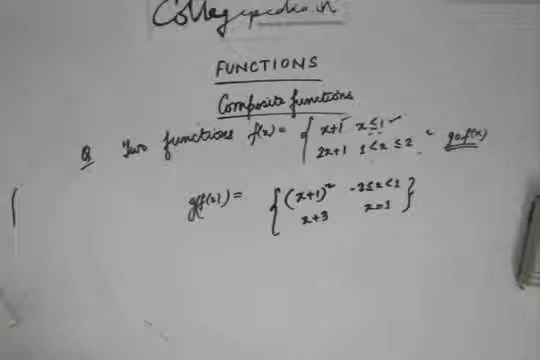 Collegepedia.in
FUNCTIONS
Composite functions
Q Two functions f(x) = { x+1 x≤1
2x+1 1<x≤2 gof(x)
g(f(x)) = { (x+1)² -2≤x<1 }
x+3 x=1